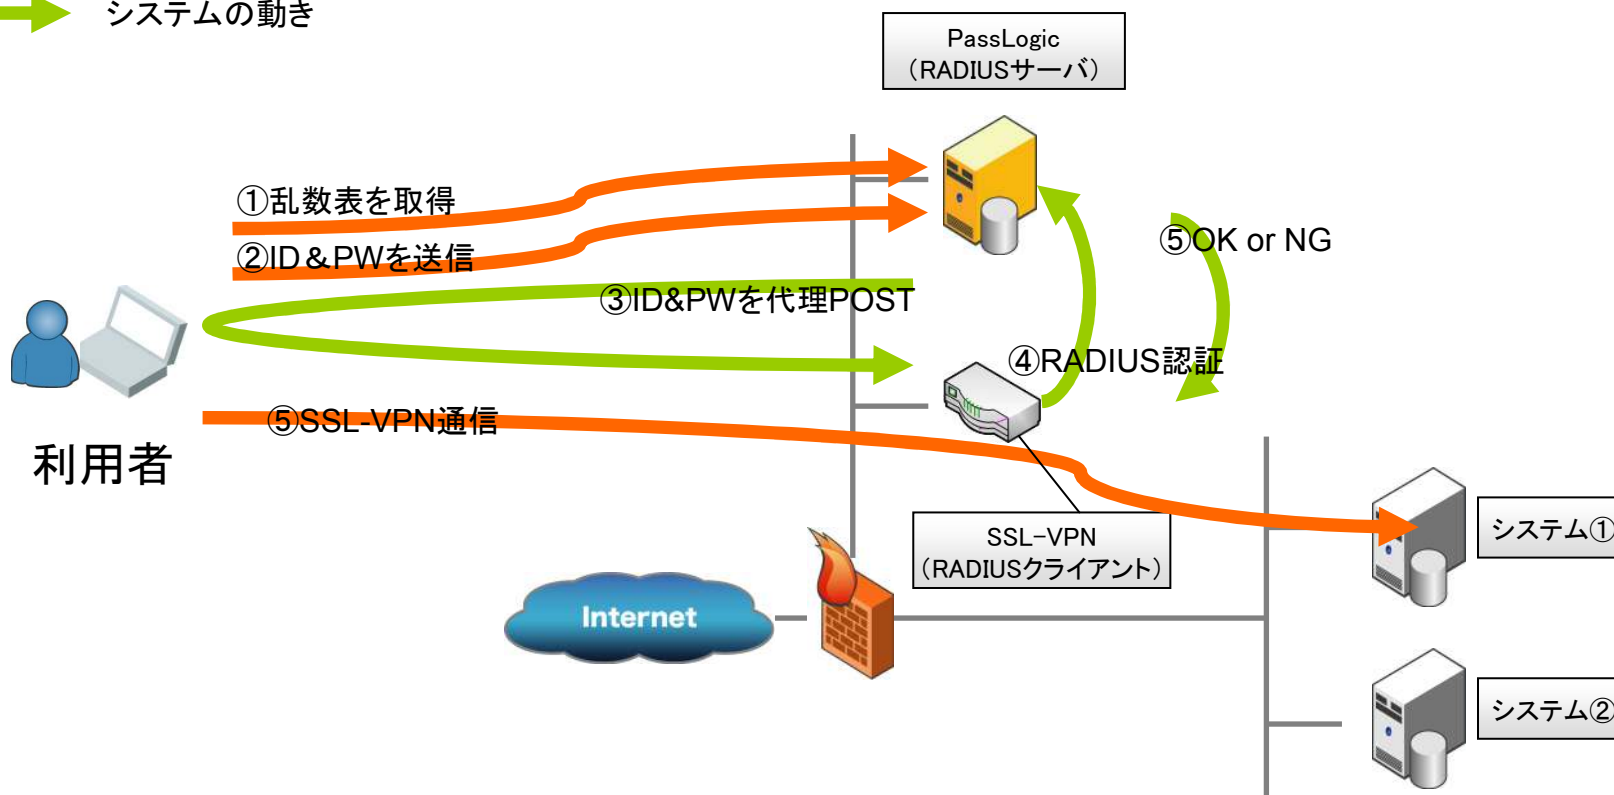 システムの動き
PassLogic
（RADIUSサーバ）
①乱数表を取得
②ID＆PWを送信
⑤OK or NG
③ID&PWを代理POST
④RADIUS認証
⑤SSL-VPN通信
利用者
SSL-VPN
（RADIUSクライアント）
システム①
Internet
システム②